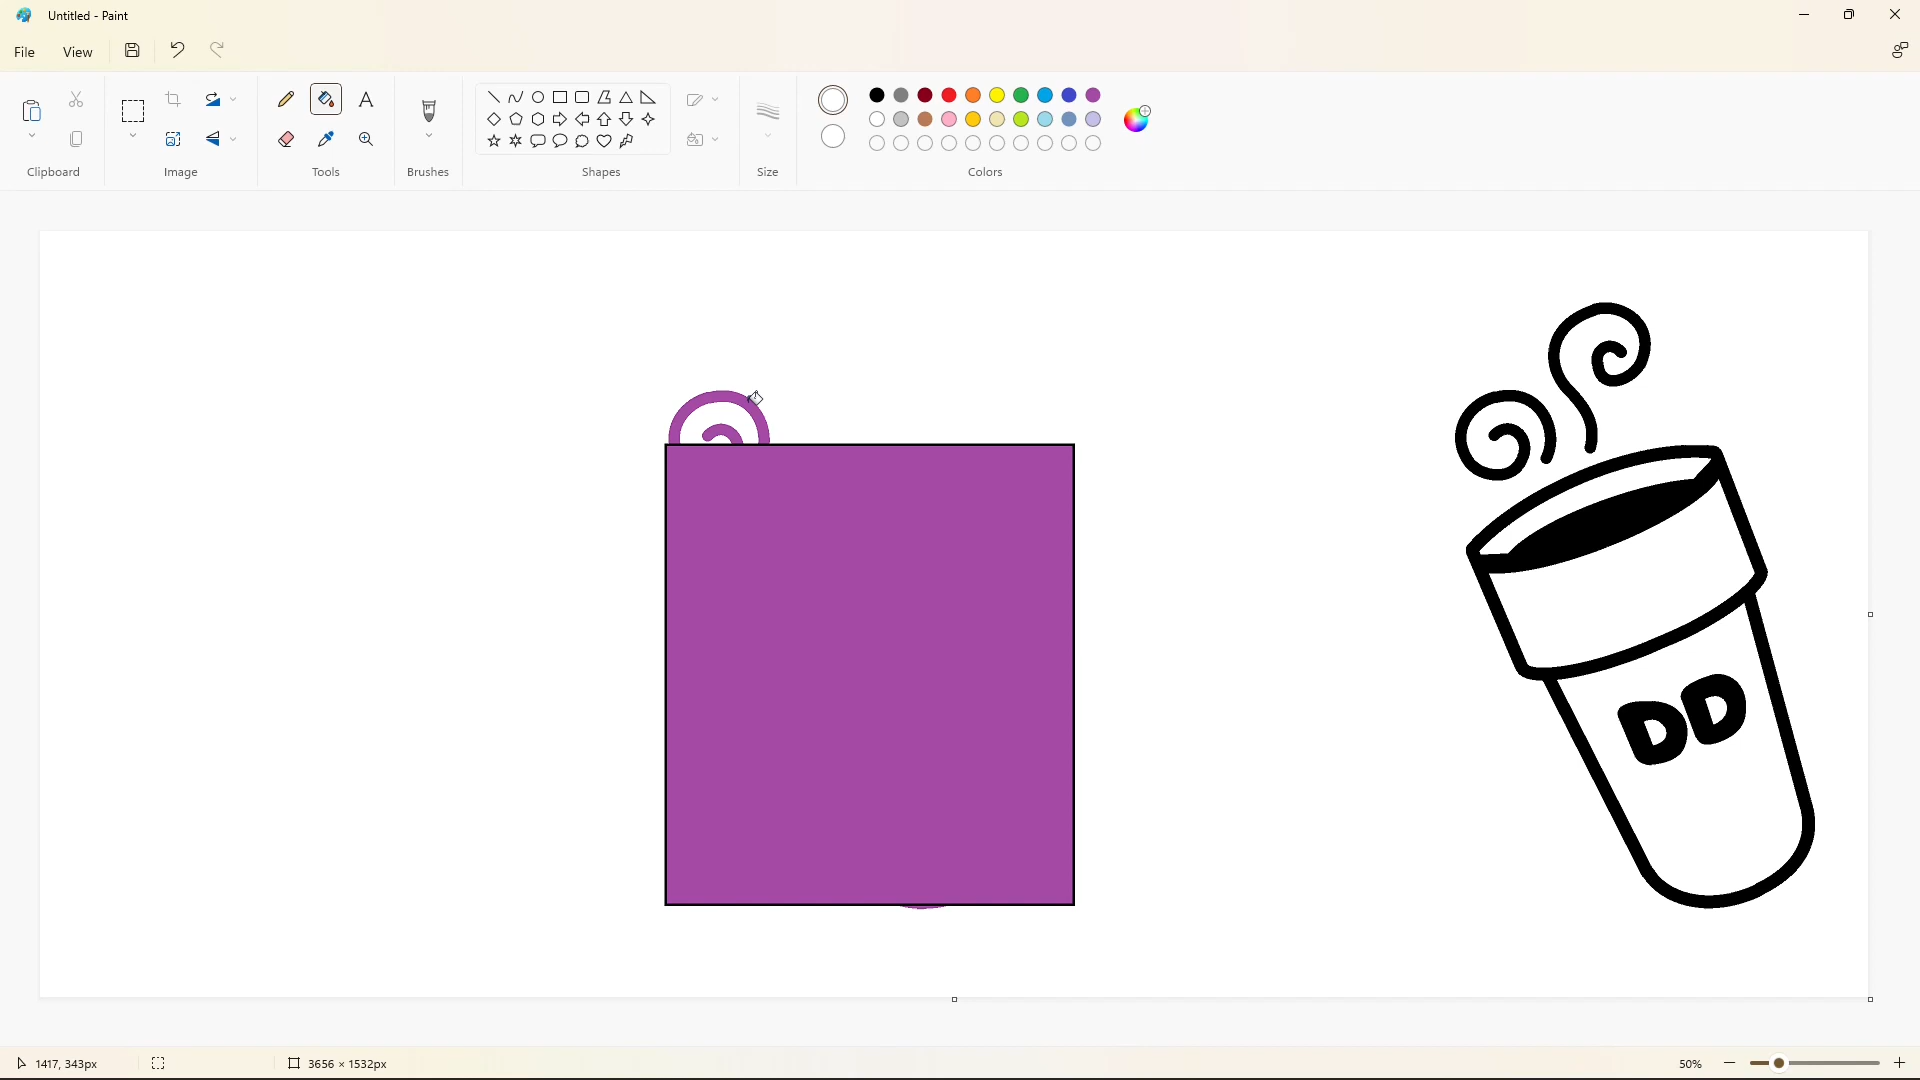 Untitled - Paint
File View
Clipboard Image Tools Brushes Shapes Size Colors
DD
1417, 343px 3656 × 1532px 50%